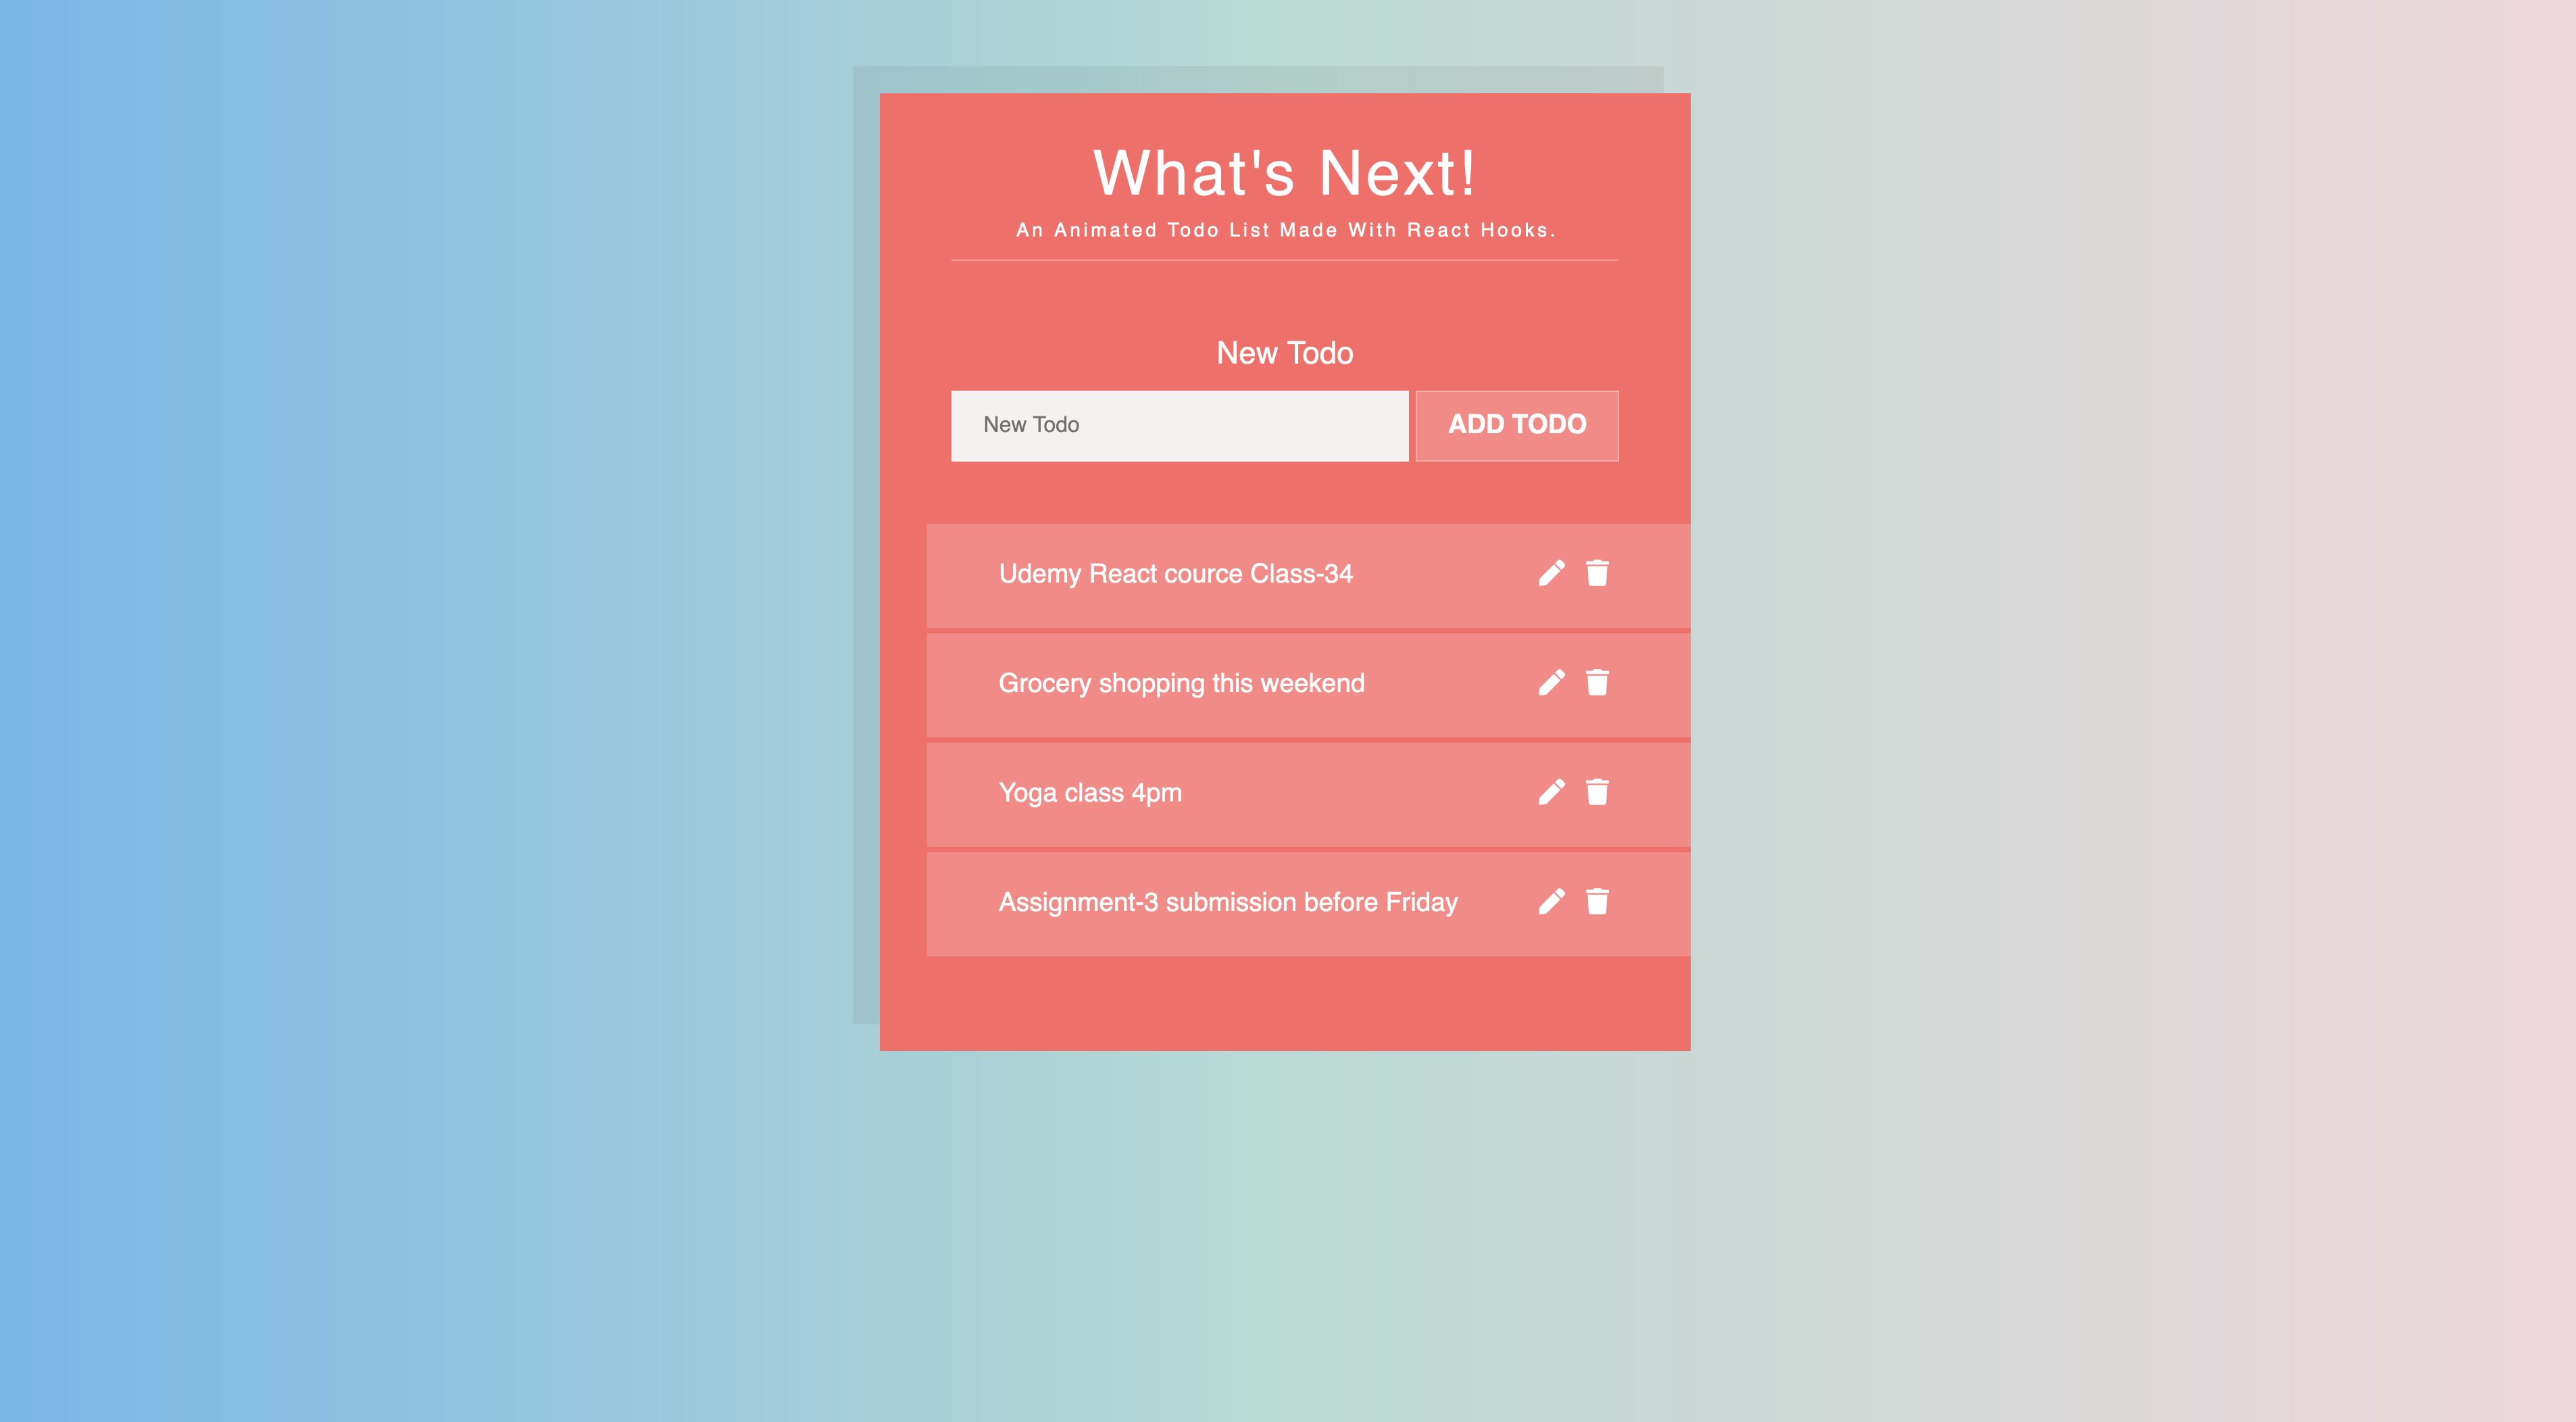 What's Next!
An Animated Todo List Made With React Hooks.
New Todo
New Todo
ADD TODO
Udemy React cource Class-34
Grocery shopping this weekend
Yoga class 4pm
Assignment-3 submission before Friday